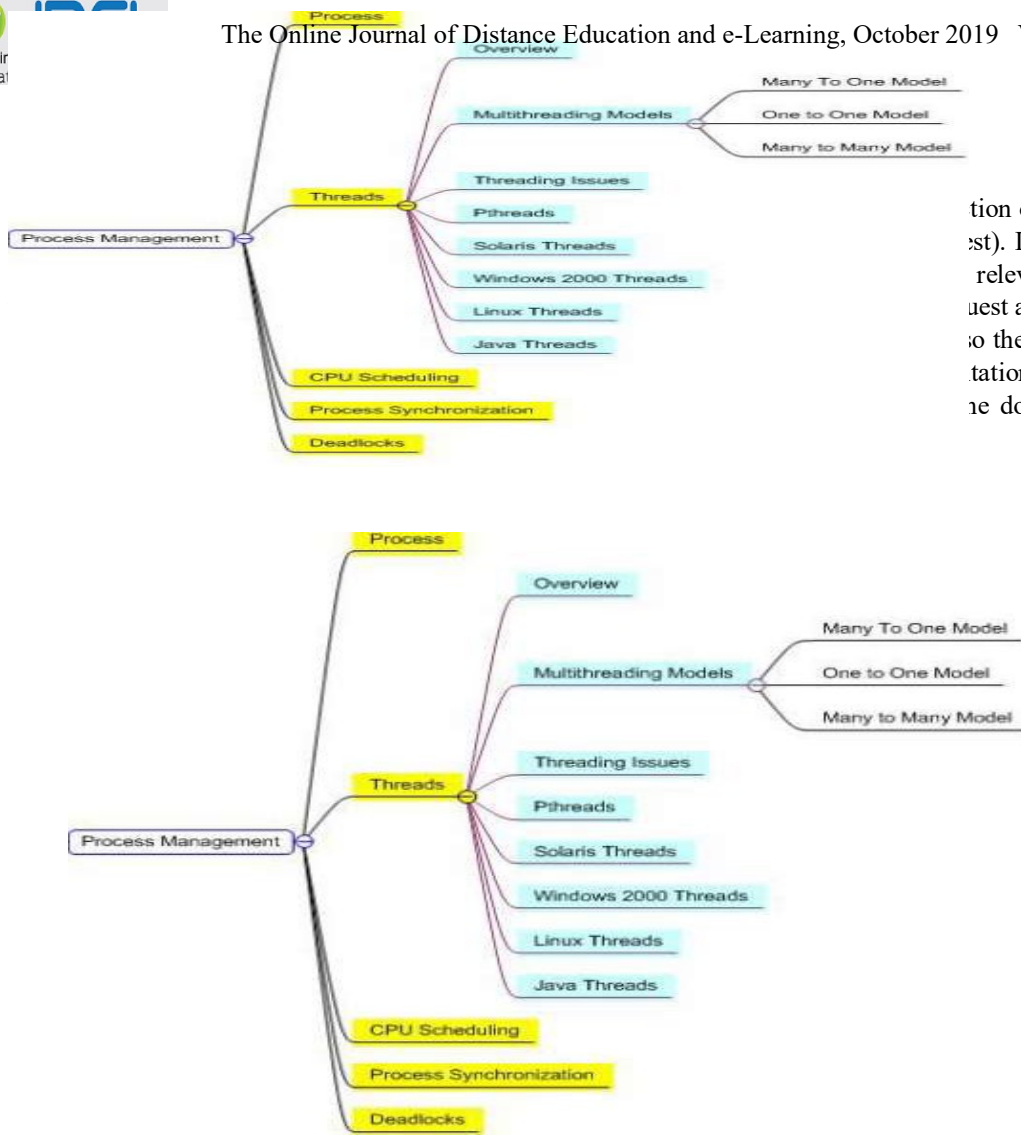 Process
The Online Journal of Distance Education and e-Learning, October 2019
Overview
Many To One Model
Multithreading Models
One to One Model
Many to Many Model
Threading Issues
Threads
Pthreads
Process Management
Solaris Threads
Windows 2000 Threads
Linux Threads
Java Threads
CPU Scheduling
Process Synchronization
Deadlocks
Process
Overview
Many To One Model
Multithreading Models
One to One Model
Many to Many Model
Threading Issues
Threads
Pthreads
Process Management
Solaris Threads
Windows 2000 Threads
Linux Threads
Java Threads
CPU Scheduling
Process Synchronization
Deadlocks